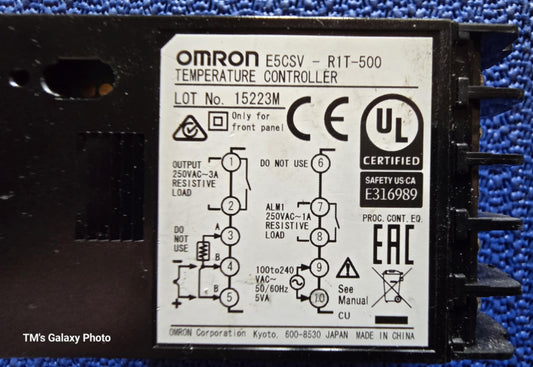 OMRON E5CSV - R1T-500
TEMPERATURE CONTROLLER
LOT No. 15223M
Only for
front panel
CE
UL
CERTIFIED
SAFETY US CA
E316989
OUTPUT
250VAC~3A
RESISTIVE
LOAD
DO NOT USE
1
2
3
4
5
6
7
8
9
10
A
B
B
DO
NOT
USE
-
+
ALM1
250VAC~1A
RESISTIVE
LOAD
100to240
VAC~
50/60Hz
5VA
PROC. CONT. EQ.
EAC
See
Manual
CU
OMRON Corporation Kyoto, 600-8530 JAPAN MADE IN CHINA
TM's Galaxy Photo